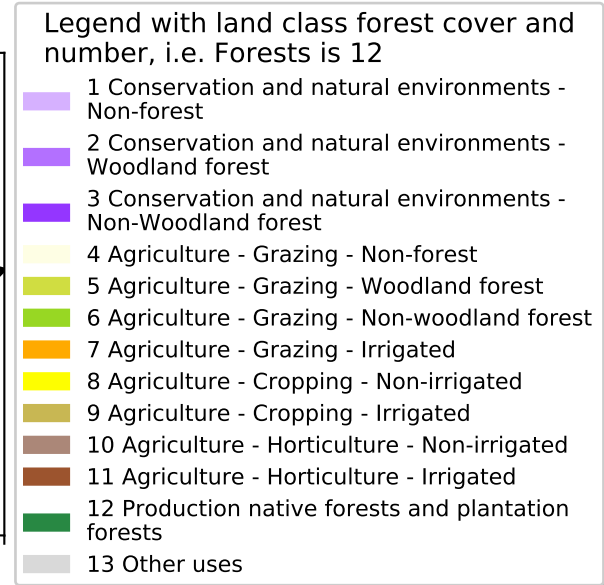 Legend with land class forest cover and
number, i.e. Forests is 12
1 Conservation and natural environments -
Non-forest
2 Conservation and natural environments -
Woodland forest
3 Conservation and natural environments -
Non-Woodland forest
4 Agriculture - Grazing - Non-forest
5 Agriculture - Grazing - Woodland forest
6 Agriculture - Grazing - Non-woodland forest
7 Agriculture - Grazing - Irrigated
8 Agriculture - Cropping - Non-irrigated
9 Agriculture - Cropping - Irrigated
10 Agriculture - Horticulture - Non-irrigated
11 Agriculture - Horticulture - Irrigated
12 Production native forests and plantation
forests
13 Other uses